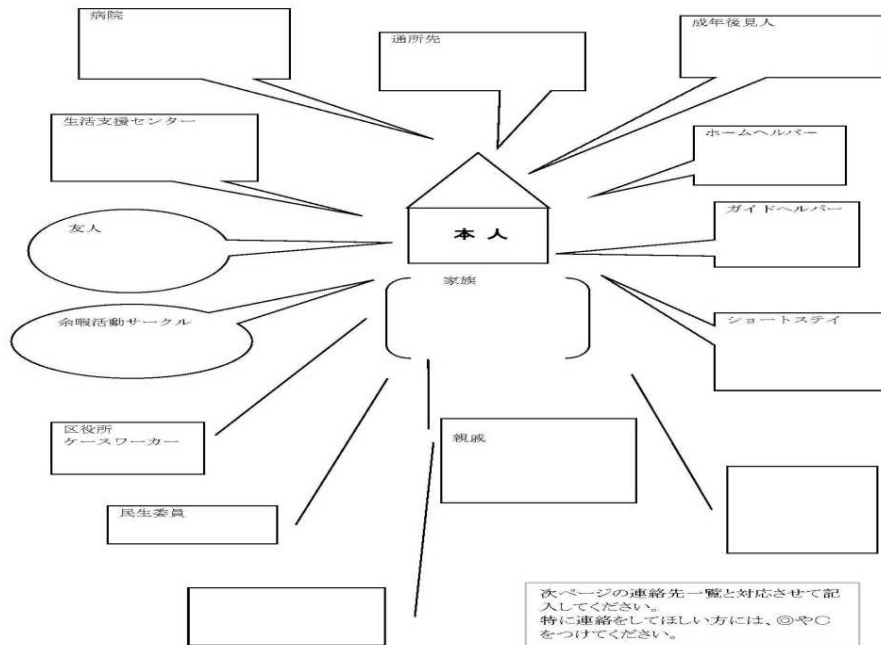 病院
通所先
成年後見人
生活支援センター
ホームヘルパー
友人
本人
ガイドヘルパー
家族
余暇活動サークル
ショートステイ
区役所
ケースワーカー
親戚
民生委員
次ページの連絡先一覧と対応させて記
入してください。
特に連絡をしてほしい方には、◎や○
をつけてください。